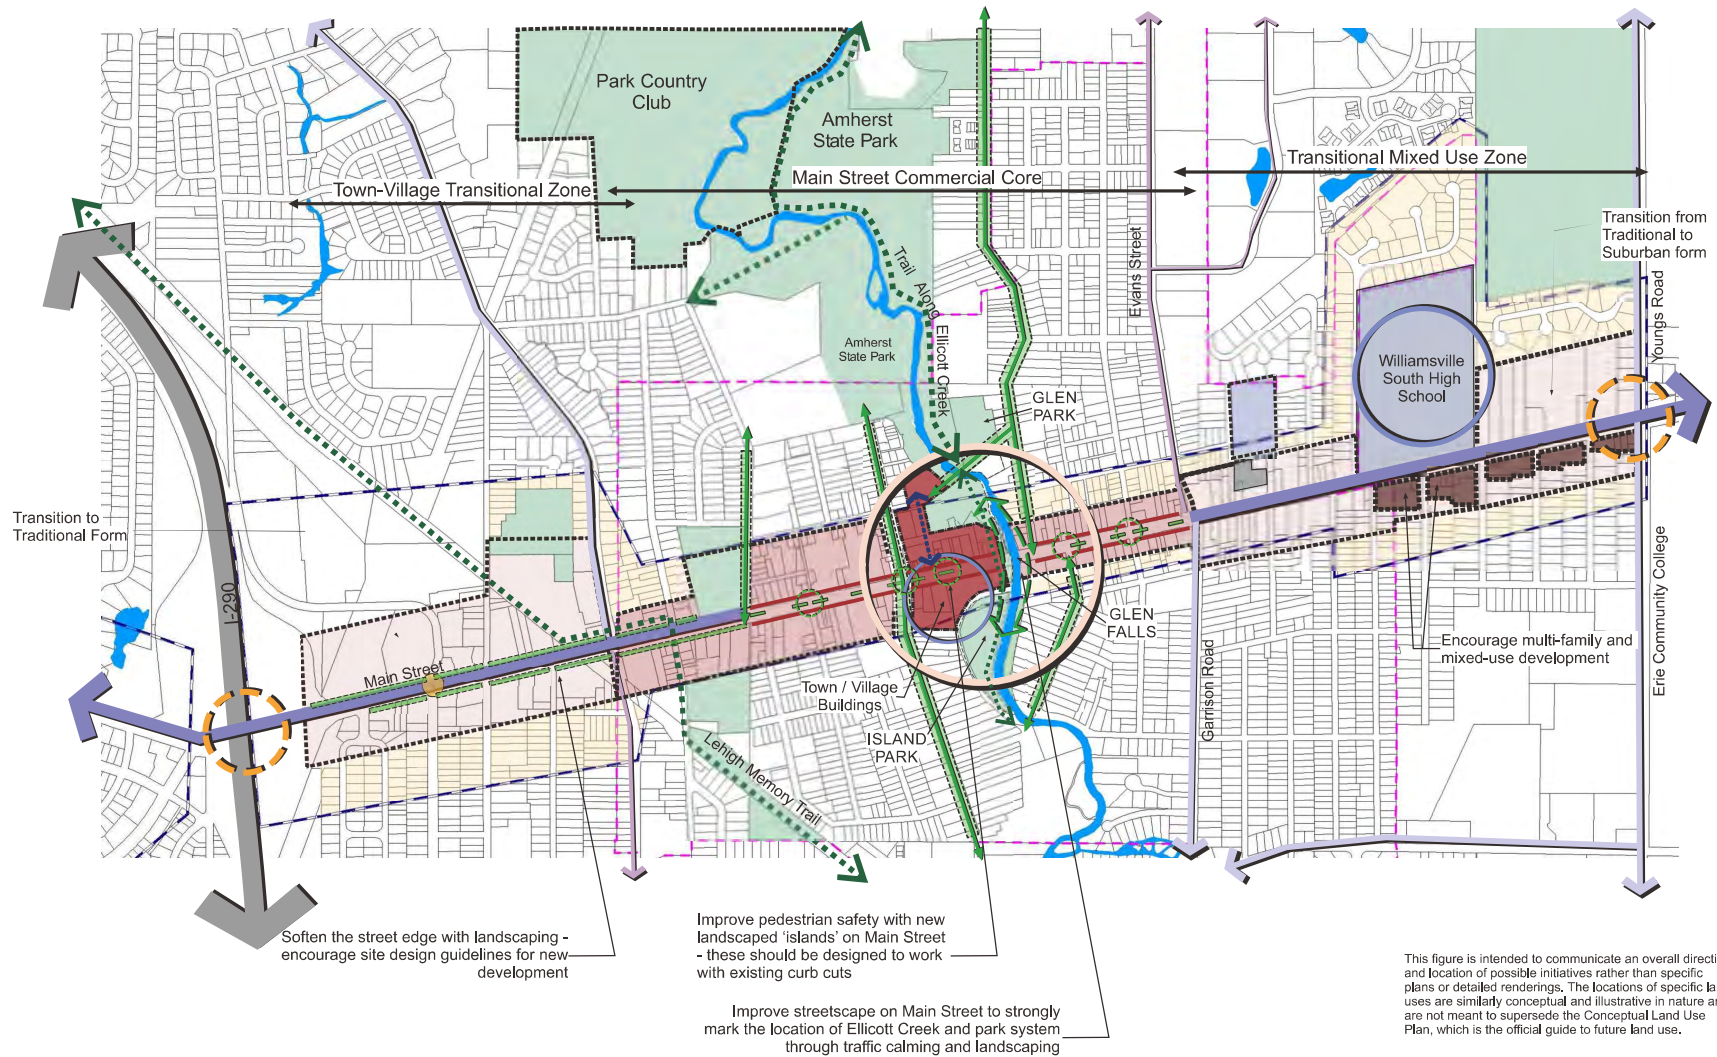 Park Country
Club
Amherst
State Park
Town-Village Transitional Zone
Main Street Commercial Core
Transitional Mixed Use Zone
Transition from
Traditional to
Suburban form
Evans Street
Youngs Road
Trail Along Ellicott Creek
Amherst
State Park
Williamsville
South High
School
GLEN
PARK
Transition to
Traditional Form
I-290
Main Street
GLEN
FALLS
Town / Village
Buildings
ISLAND
PARK
Lehigh Memory Trail
Garrison Road
Encourage multi-family and
mixed-use development
Erie Community College
Soften the street edge with landscaping -
encourage site design guidelines for new
development
Improve pedestrian safety with new
landscaped 'islands' on Main Street
- these should be designed to work
with existing curb cuts
Improve streetscape on Main Street to strongly
mark the location of Ellicott Creek and park system
through traffic calming and landscaping
This figure is intended to communicate an overall directi
and location of possible initiatives rather than specific
plans or detailed renderings. The locations of specific la
uses are similarly conceptual and illustrative in nature a
are not meant to supersede the Conceptual Land Use
Plan, which is the official guide to future land use.